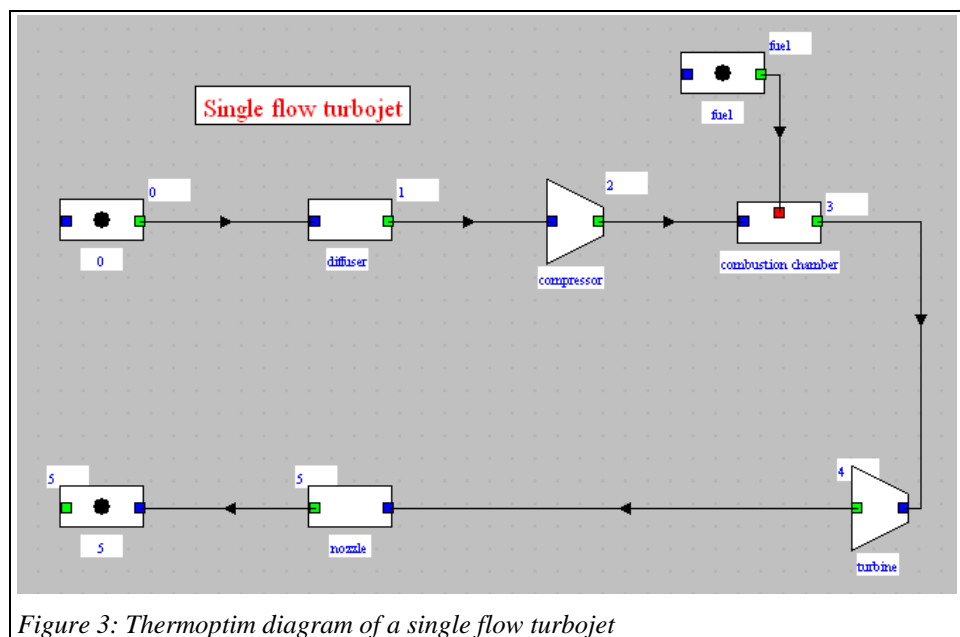 fuel
fuel
Single flow turbojet
0
1
2
3
0
diffuser
compressor
combustion chamber
5
5
4
5
nozzle
turbine
Figure 3: Thermoptim diagram of a single flow turbojet